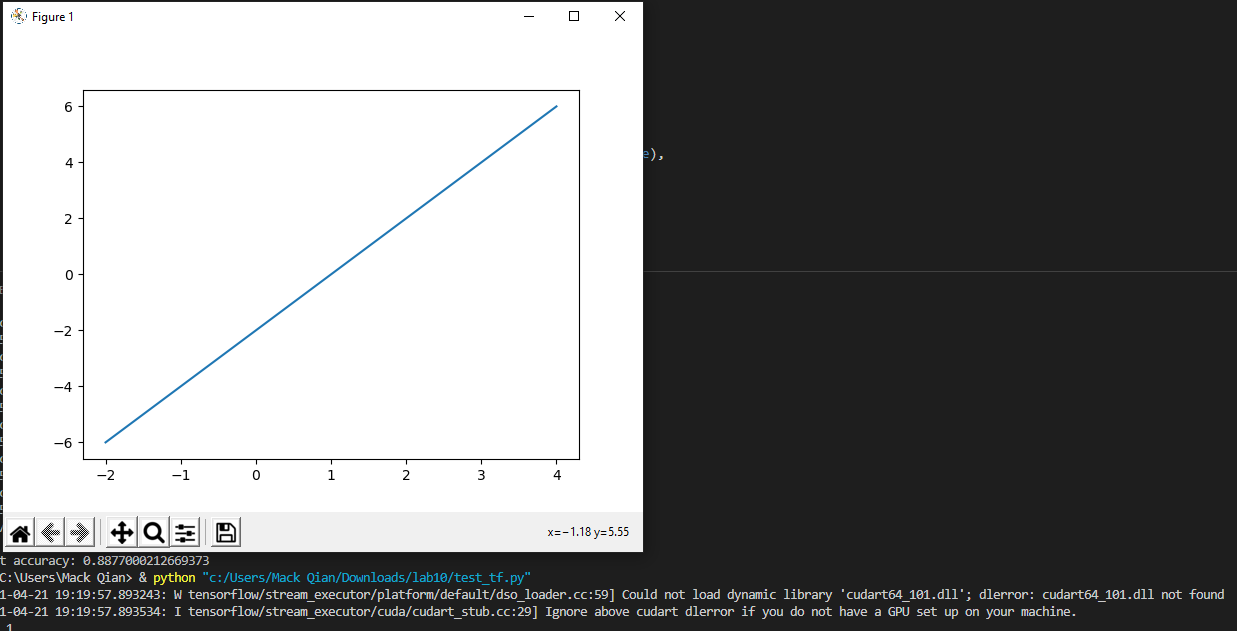 Figure 1
6
4
2
0
−2
−4
−6
−2 −1 0 1 2 3 4
e),
x=−1.18 y=5.55
t accuracy: 0.8877000212669373
C:\Users\Mack Qian> & python "c:/Users/Mack Qian/Downloads/lab10/test_tf.py"
1-04-21 19:19:57.893243: W tensorflow/stream_executor/platform/default/dso_loader.cc:59] Could not load dynamic library 'cudart64_101.dll'; dlerror: cudart64_101.dll not found
1-04-21 19:19:57.893534: I tensorflow/stream_executor/cuda/cudart_stub.cc:29] Ignore above cudart dlerror if you do not have a GPU set up on your machine.
1